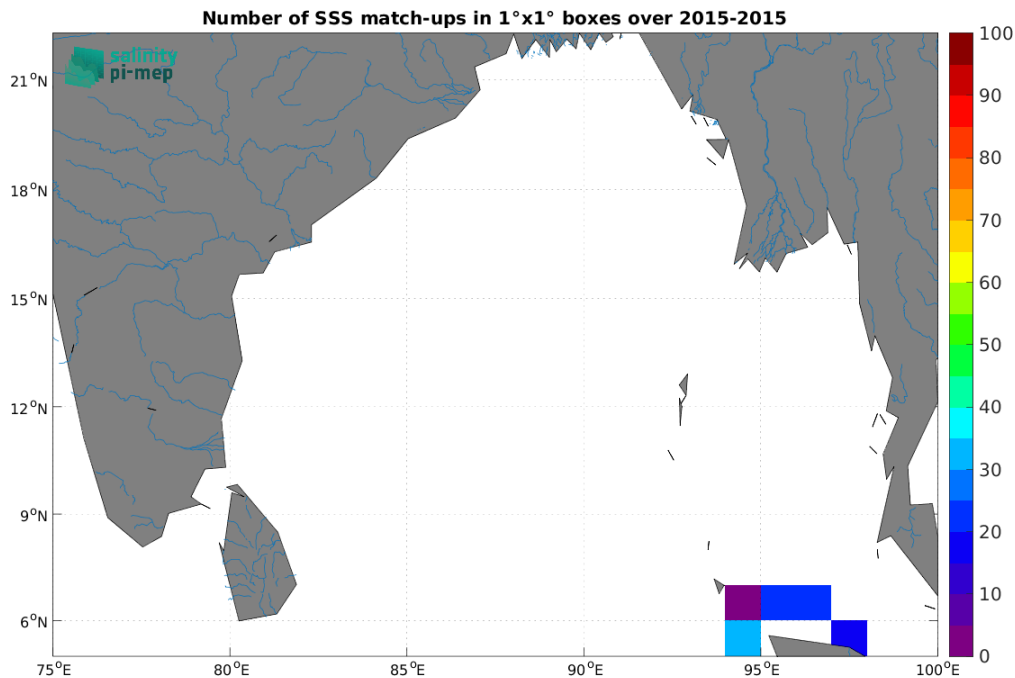 Number of SSS match-ups in 1°x1° boxes over 2015-2015
salinity
pi-mep
21°N
18°N
15°N
12°N
9°N
6°N
75°E 80°E 85°E 90°E 95°E 100°E
100
90
80
70
60
50
40
30
20
10
0